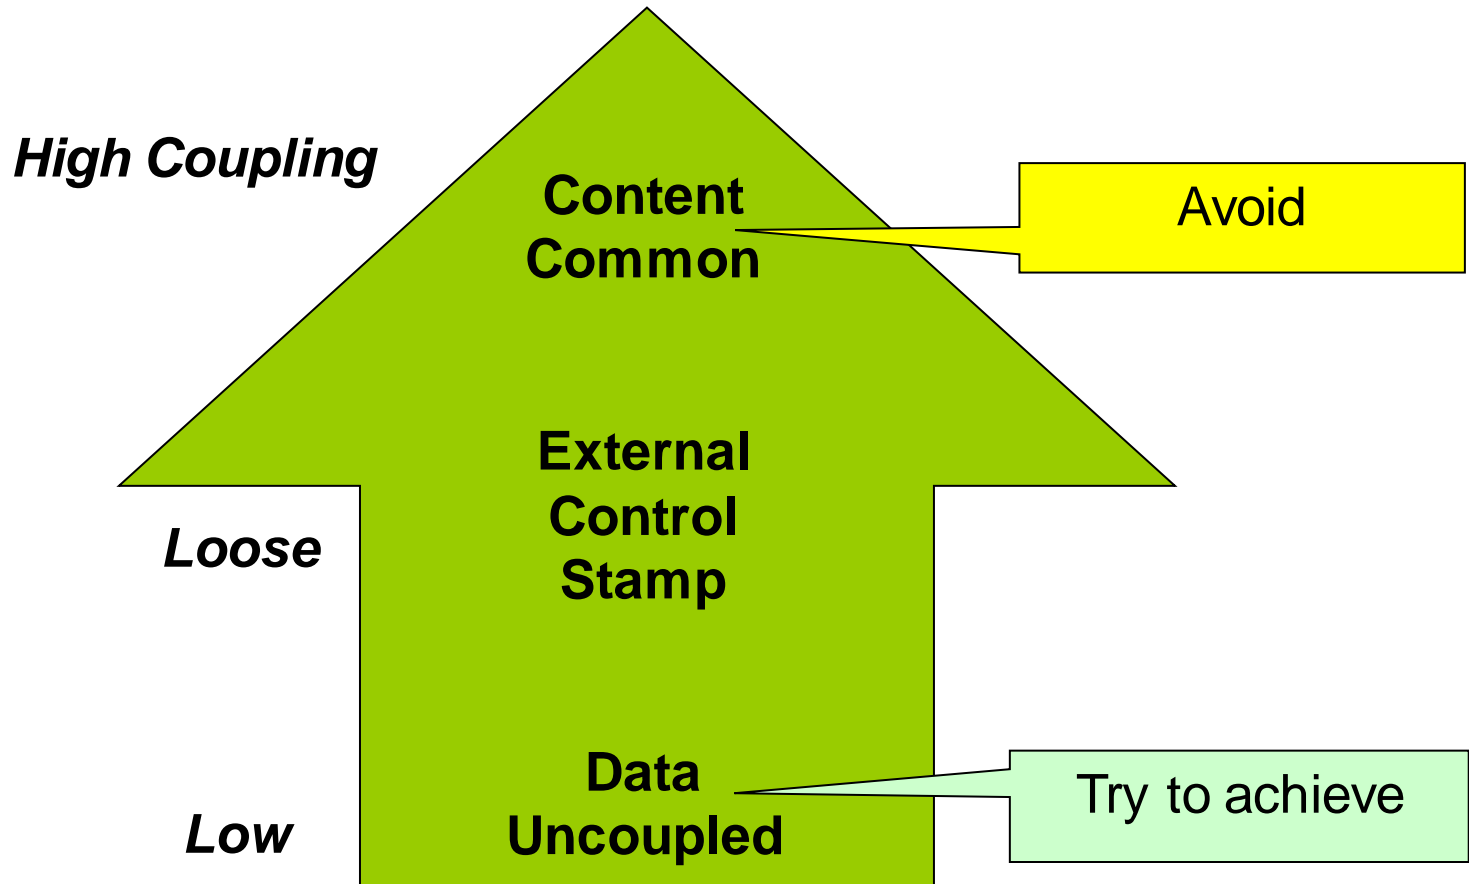 High Coupling
Content
Common
Avoid
External
Control
Stamp
Loose
Data
Uncoupled
Try to achieve
Low